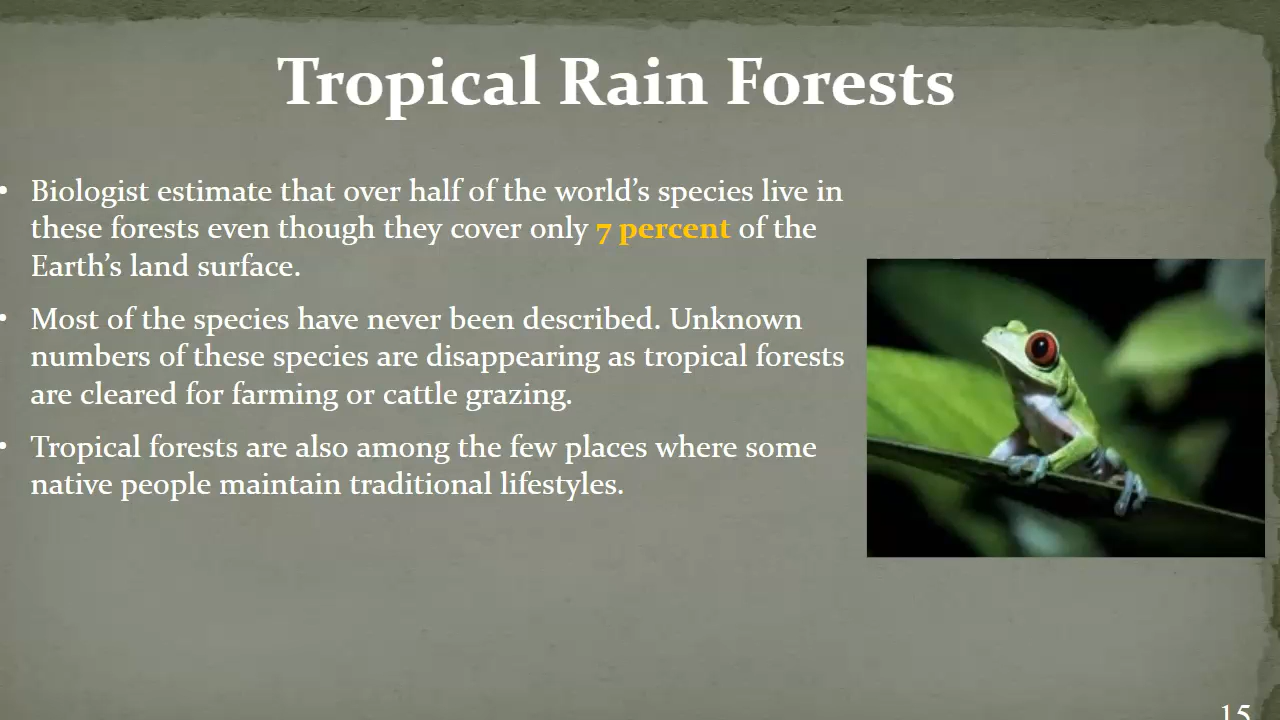 Tropical Rain Forests
• Biologist estimate that over half of the world's species live in
these forests even though they cover only 7 percent of the
Earth's land surface.
• Most of the species have never been described. Unknown
numbers of these species are disappearing as tropical forests
are cleared for farming or cattle grazing.
• Tropical forests are also among the few places where some
native people maintain traditional lifestyles.
15